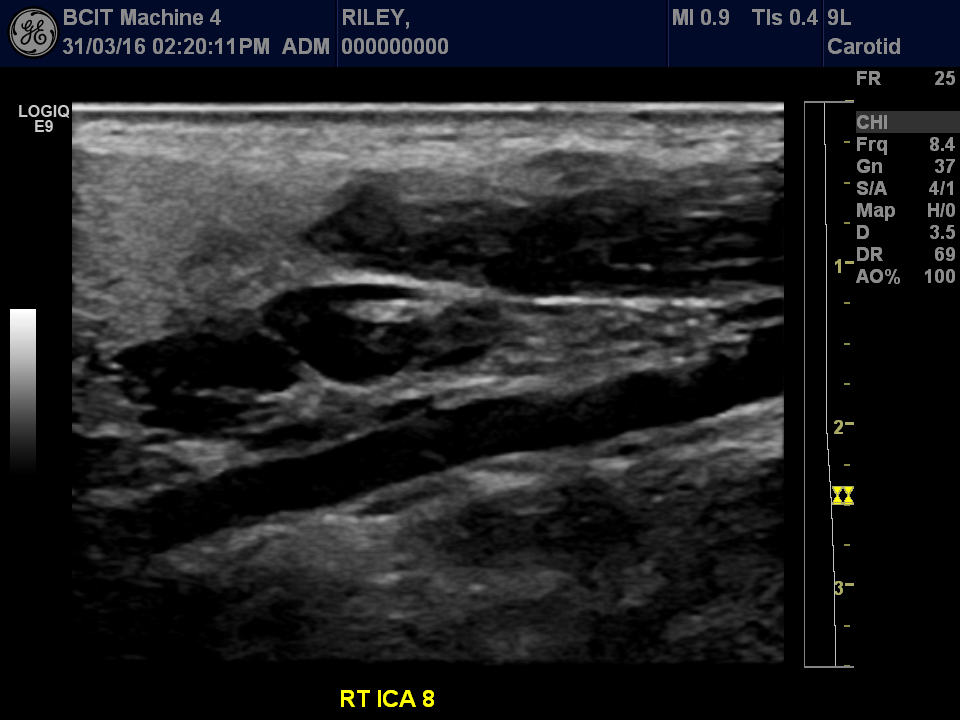 BCIT Machine 4
31/03/16 02:20:11PM ADM
RILEY,
000000000
MI 0.9 TIs 0.4
9L
Carotid
LOGIQ
E9
FR 25
CHI
Frq 8.4
Gn 37
S/A 4/1
Map H/0
D 3.5
DR 69
AO% 100
1
2
3
RT ICA 8